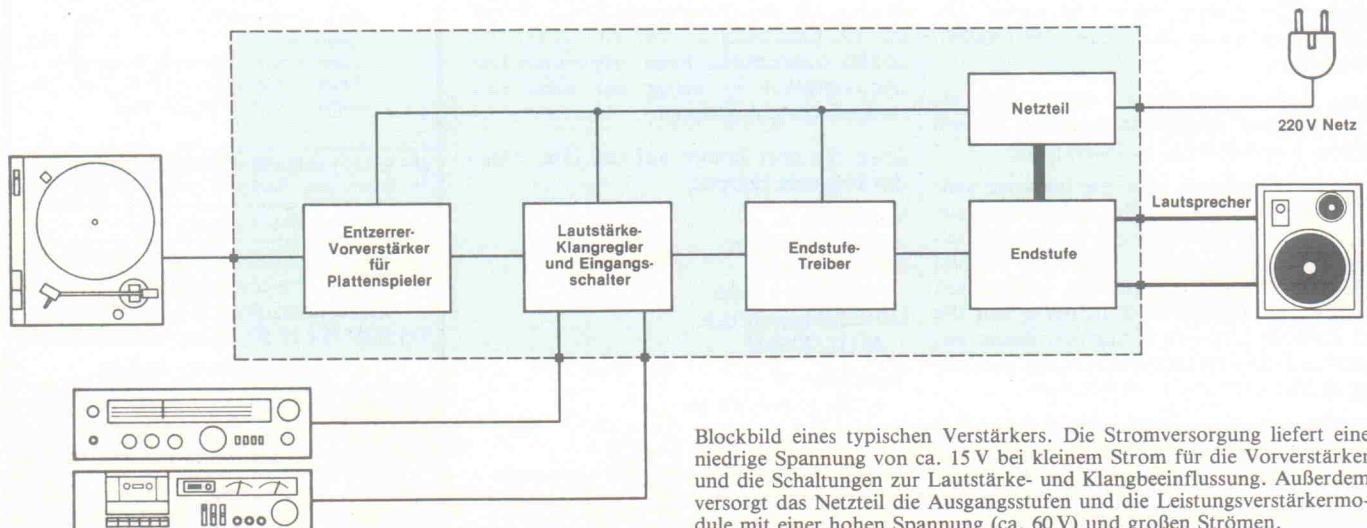 Netzteil
220 V Netz
Entzerrer-
Vorverstärker
für
Plattenspieler
Lautstärke-
Klangregler
und Eingangs-
schalter
Endstufe-
Treiber
Endstufe
Lautsprecher
Blockbild eines typischen Verstärkers. Die Stromversorgung liefert eine
niedrige Spannung von ca. 15 V bei kleinem Strom für die Vorverstärker
und die Schaltungen zur Lautstärke- und Klangbeeinflussung. Außerdem
versorgt das Netzteil die Ausgangsstufen und die Leistungsverstärkermo-
dule mit einer hohen Spannung (ca. 60 V) und großen Strömen.